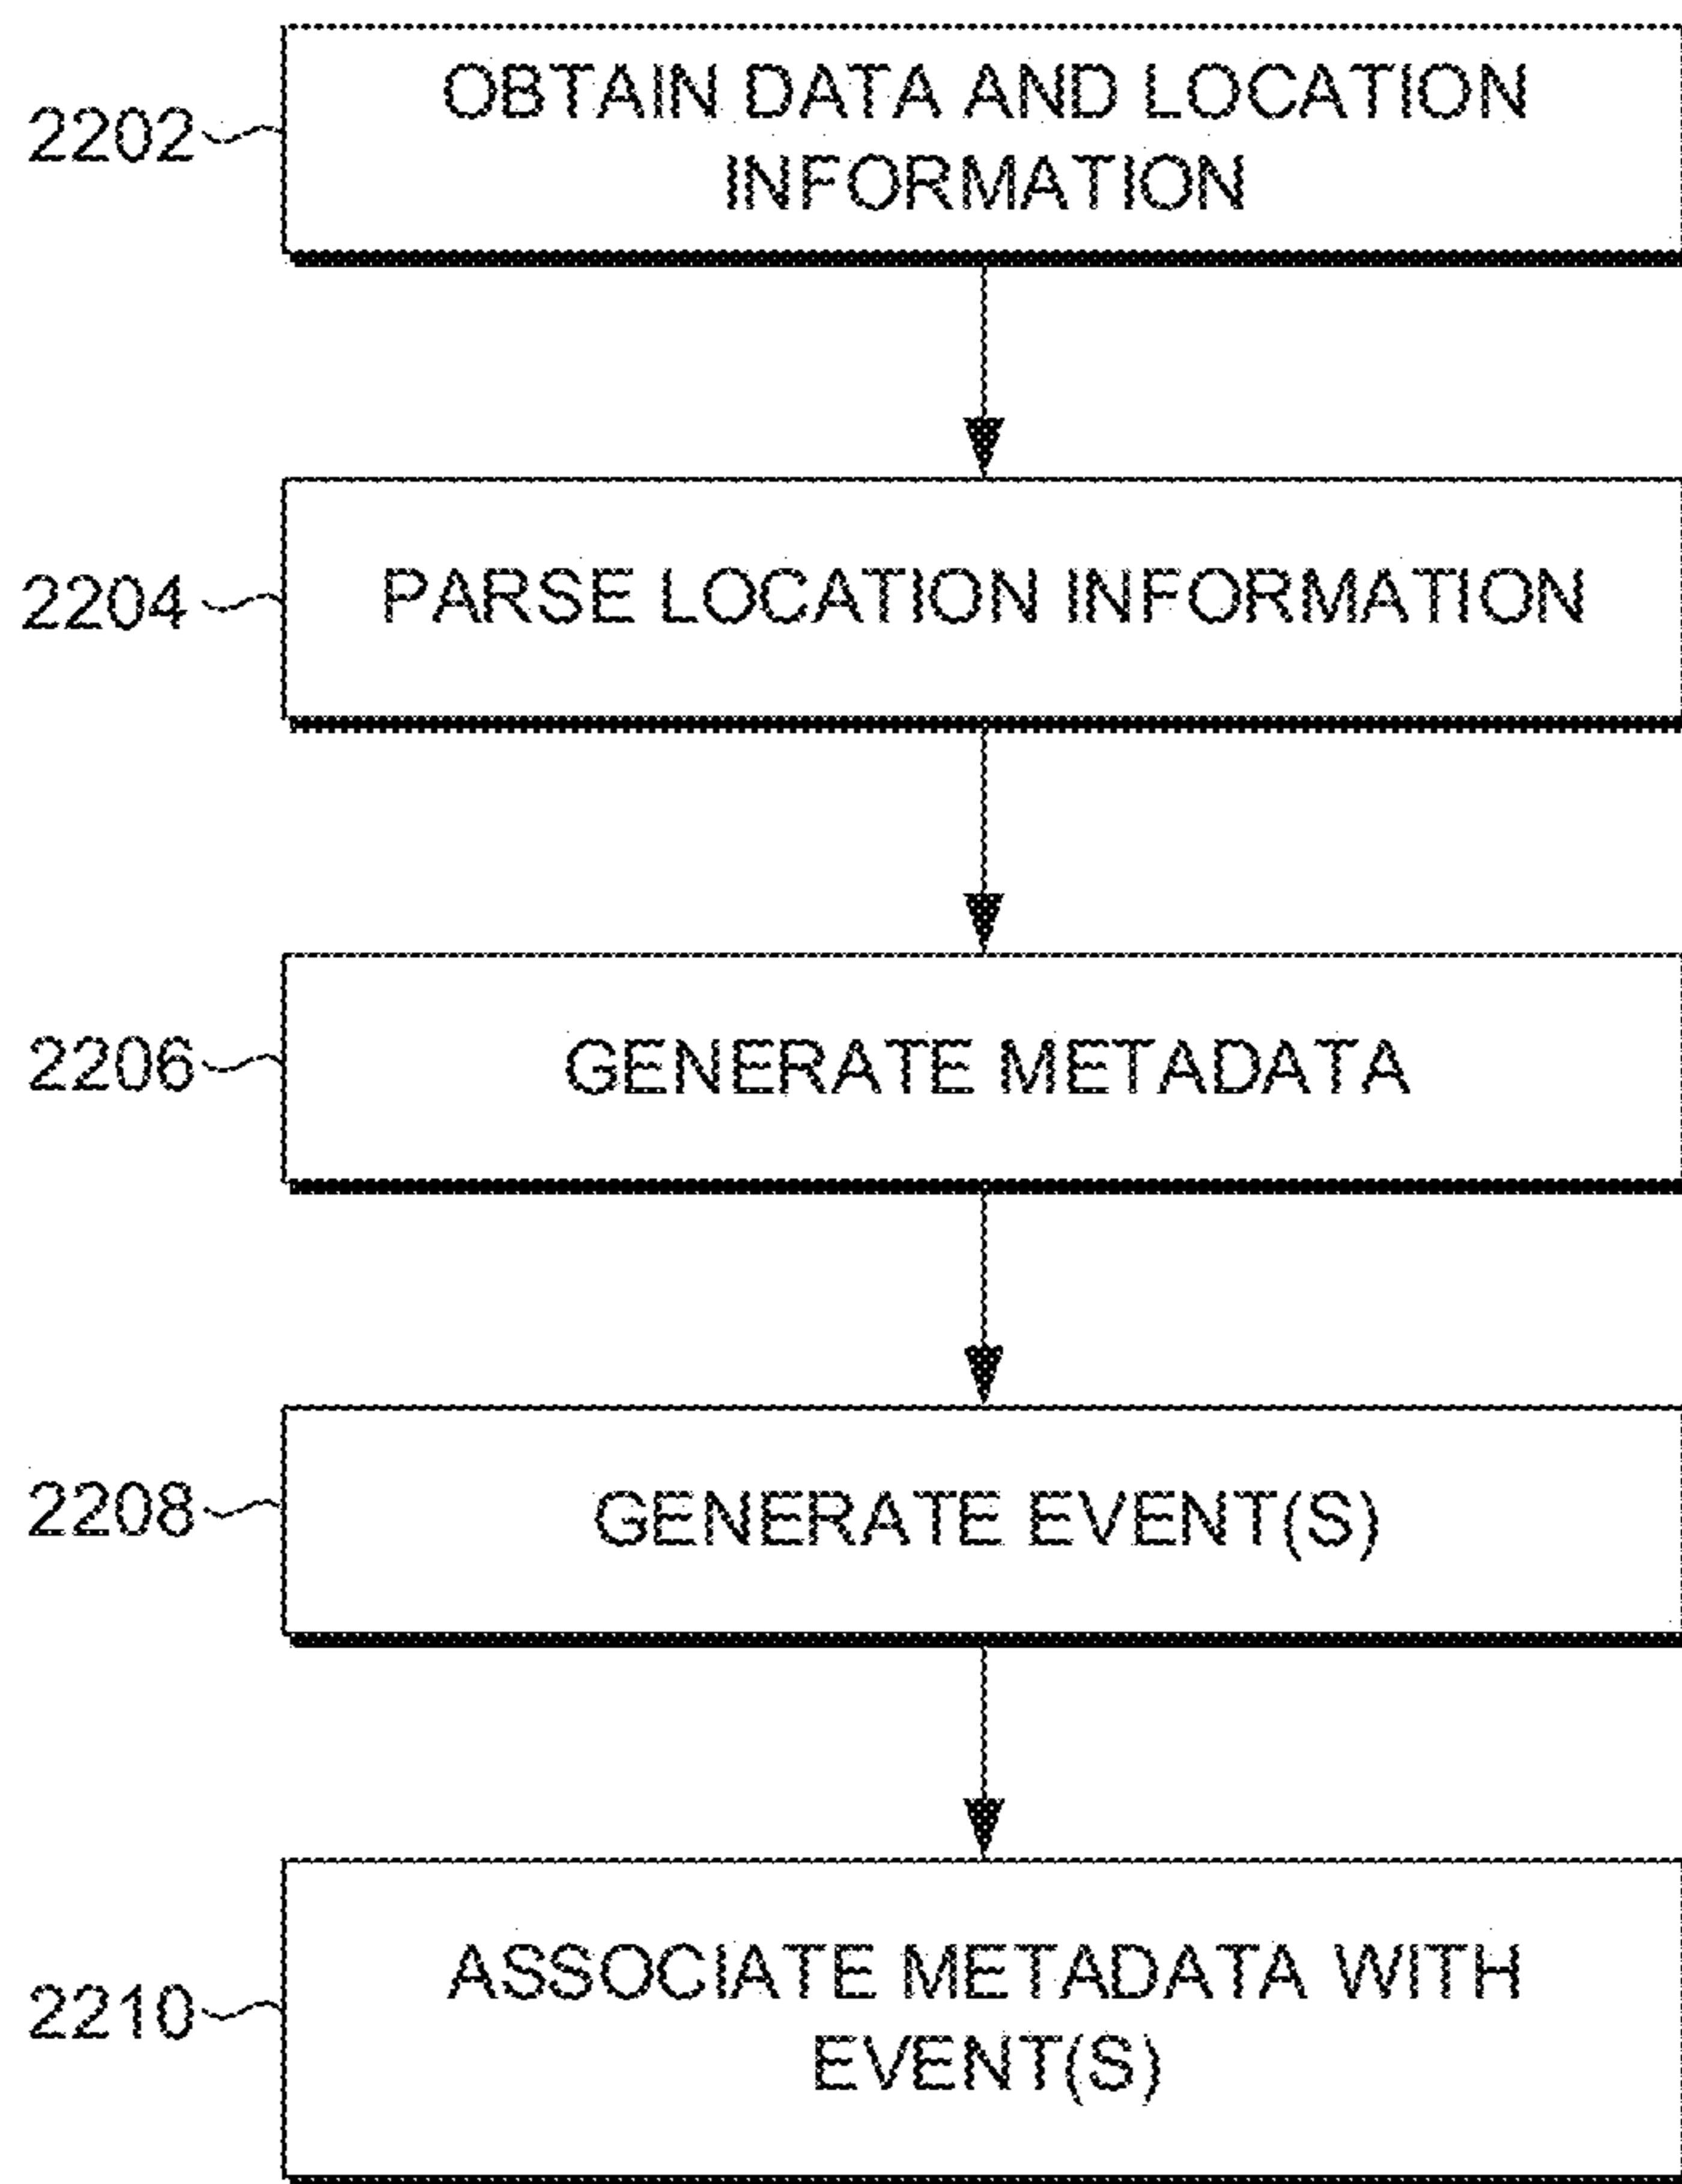 2202
OBTAIN DATA AND LOCATION
INFORMATION
2204
PARSE LOCATION INFORMATION
2206
GENERATE METADATA
2208
GENERATE EVENT(S)
2210
ASSOCIATE METADATA WITH
EVENT(S)